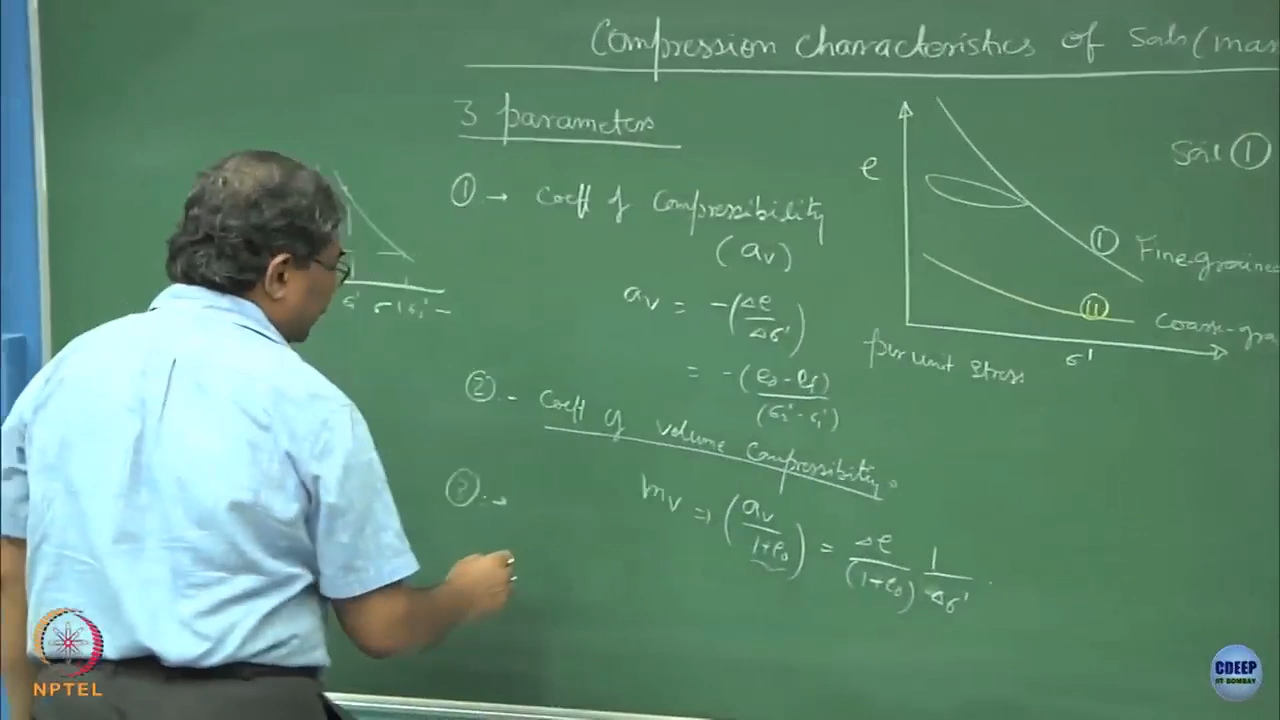 Compression Characteristics of Soils (mas
3 parameters
① → Coeff of Compressibility
(av)
av = -(Δe/Δσ')
= -(e0 - ef)/(σ2' - σ1')
② - Coeff of volume Compressibility.
mv ⇒ (av/1+e0) = Δe/(1+e0) 1/Δσ'
③ →
e
Soil ①
① Fine-grained
② Coarse-gra
σ'
per unit stress
NPTEL
CDEEP
IIT BOMBAY